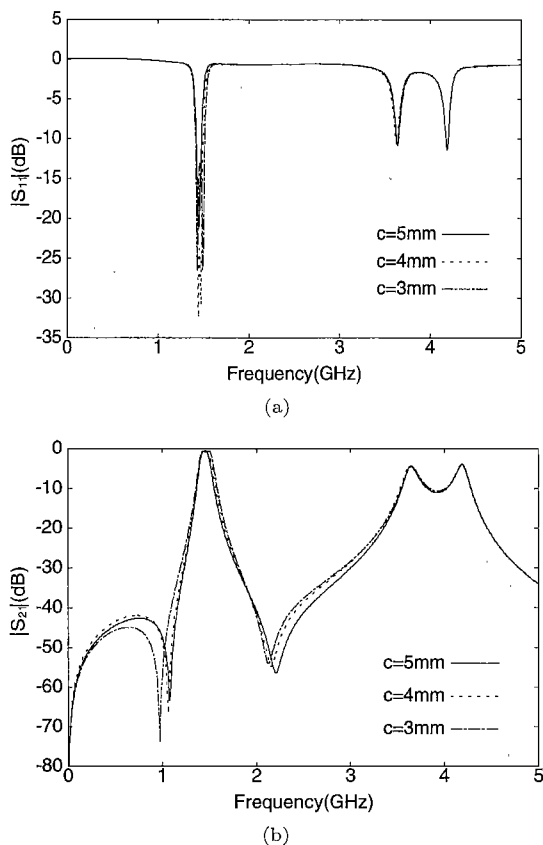 5
0
-5
-10
-15
-20
-25
-30
-35
|S11|(dB)
c=5mm
c=4mm
c=3mm
0 1 2 3 4 5
Frequency(GHz)
(a)
0
-10
-20
-30
-40
-50
-60
-70
-80
|S21|(dB)
c=5mm
c=4mm
c=3mm
0 1 2 3 4 5
Frequency(GHz)
(b)